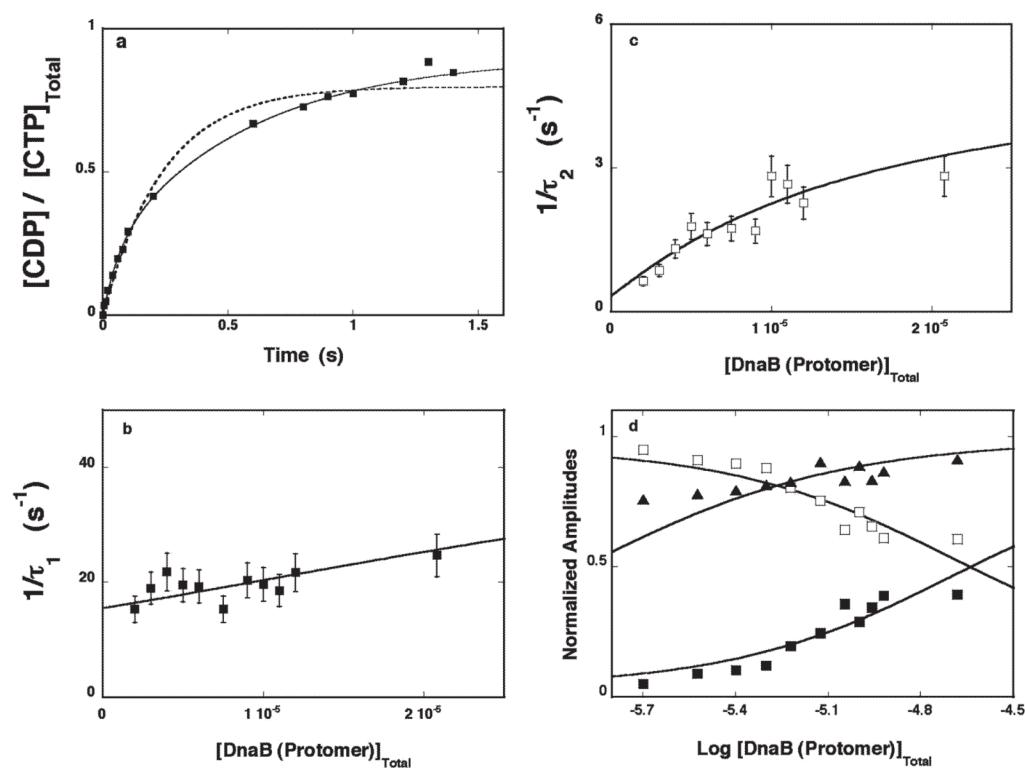 a
1
0.5
0
0
0.5
1
1.5
[CDP] / [CTP]Total
Time (s)
c
6
3
0
0
1 10-5
2 10-5
1/τ2 (s-1)
[DnaB (Protomer)]Total
b
40
20
0
0
1 10-5
2 10-5
1/τ1 (s-1)
[DnaB (Protomer)]Total
d
1
0.5
0
-5.7
-5.4
-5.1
-4.8
-4.5
Normalized Amplitudes
Log [DnaB (Protomer)]Total